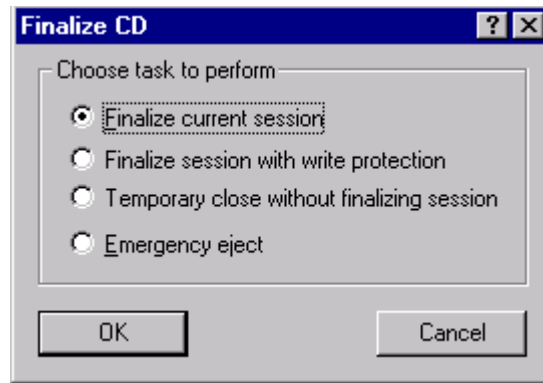 Finalize CD
Choose task to perform
Finalize current session
Finalize session with write protection
Temporary close without finalizing session
Emergency eject
OK Cancel